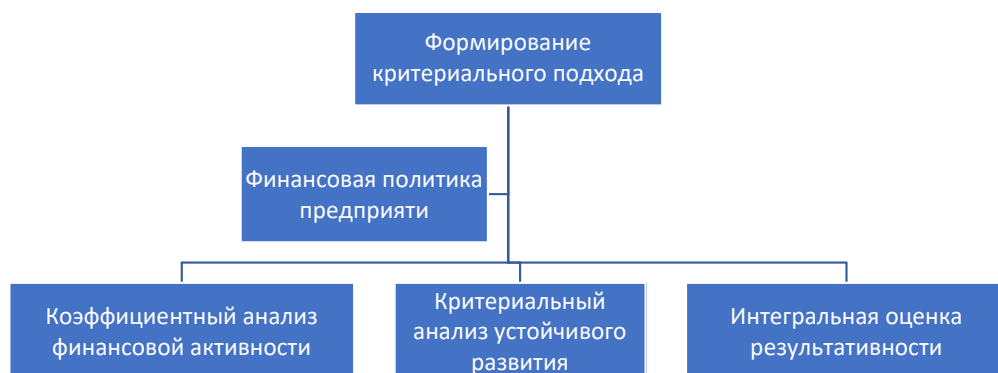 Формирование
критериального подхода
Финансовая политика
предприяти
Коэффициентный анализ
финансовой активности
Критериальный
анализ устойчивого
развития
Интегральная оценка
результативности